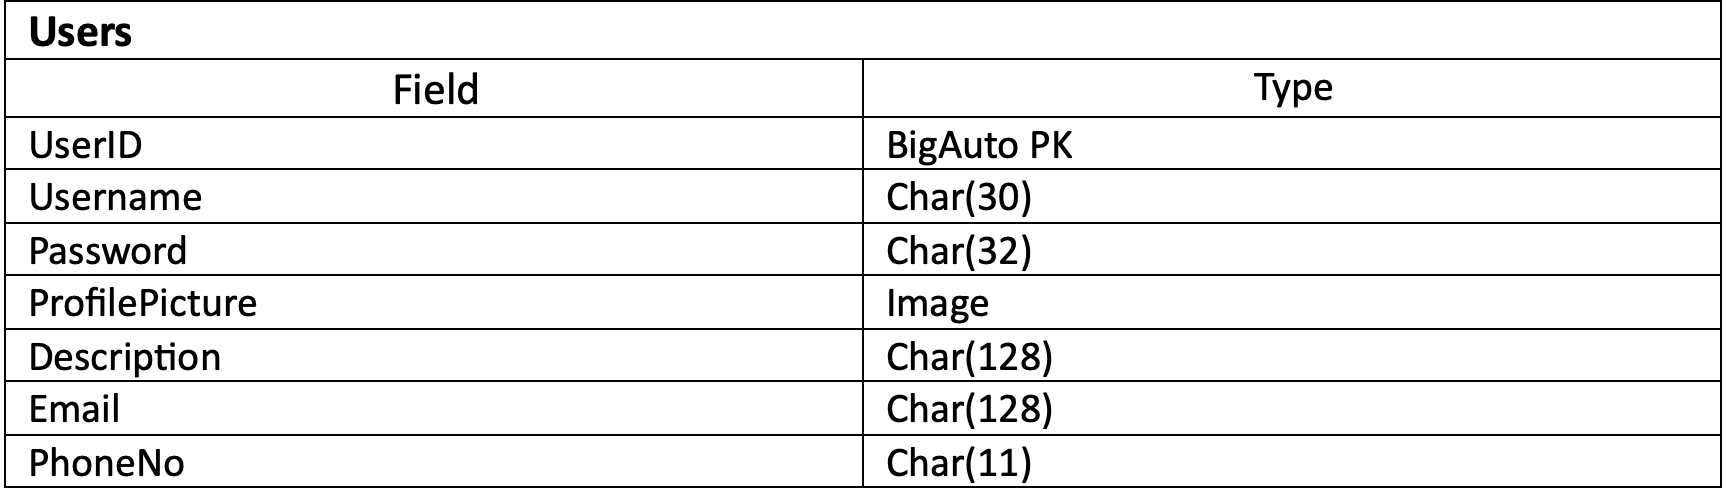 Users
Field Type
UserID BigAuto PK
Username Char(30)
Password Char(32)
ProfilePicture Image
Description Char(128)
Email Char(128)
PhoneNo Char(11)